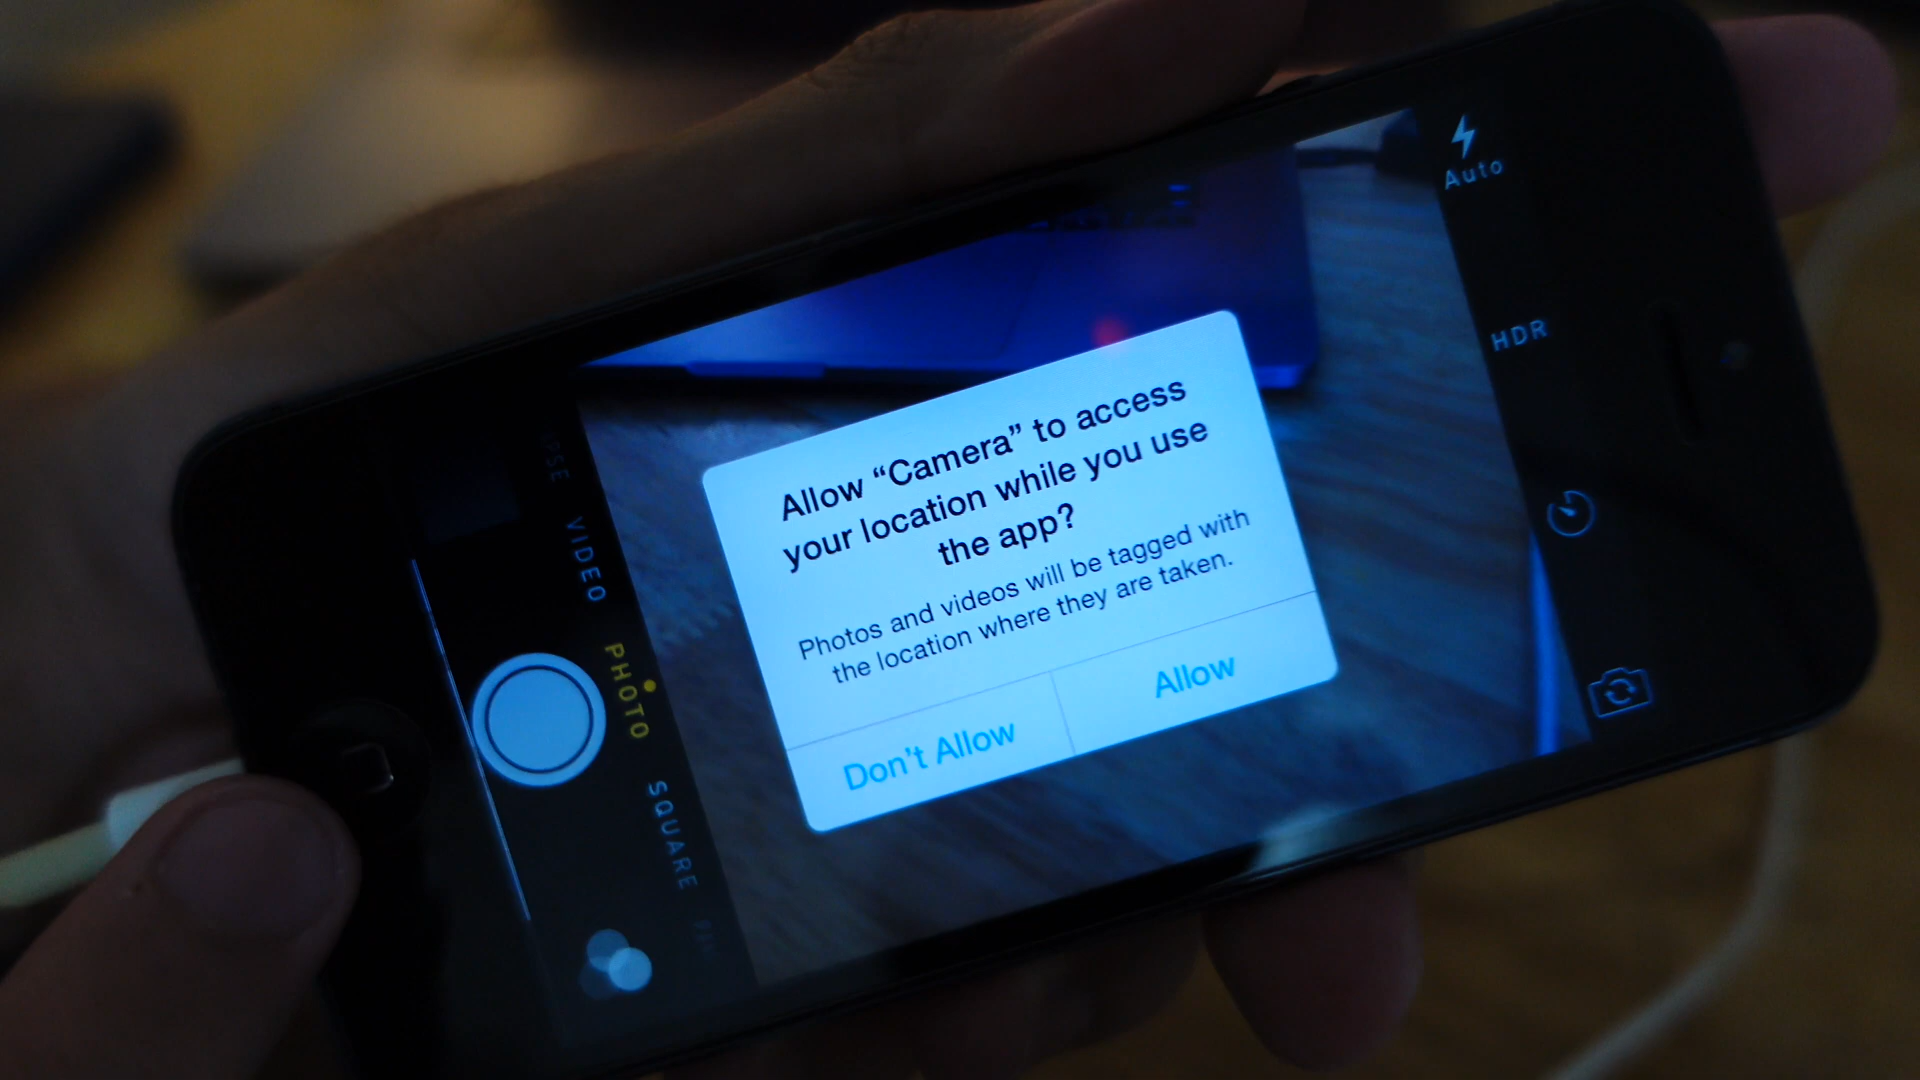 Auto
HDR
Allow “Camera” to access
your location while you use
the app?
Photos and videos will be tagged with
the location where they are taken.
Don’t Allow
Allow
VIDEO
PHOTO
SQUARE